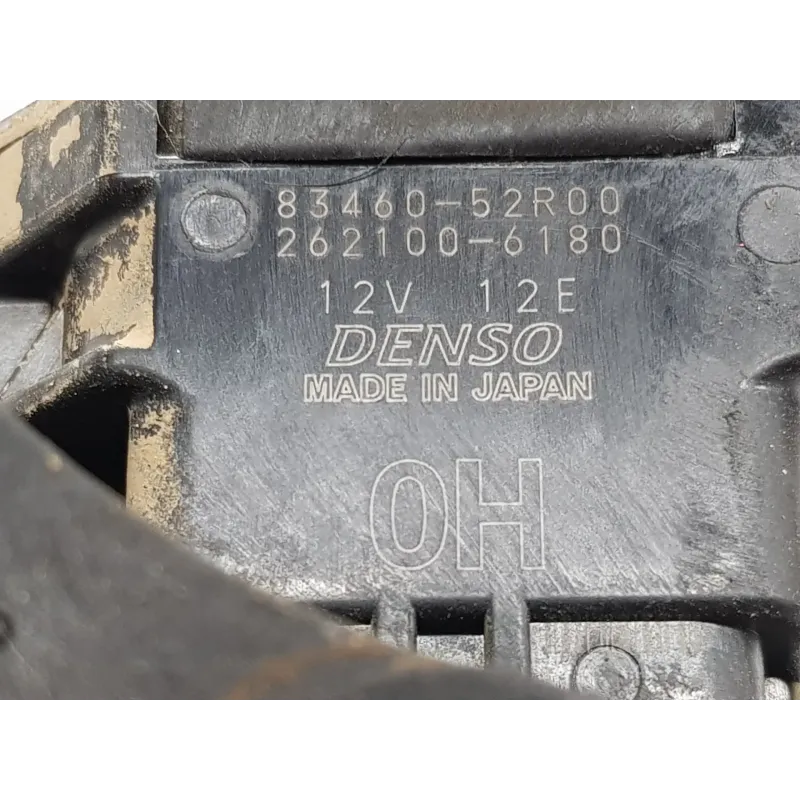 83460-52R00
262100-6180
12V 12E
DENSO
MADE IN JAPAN
0H